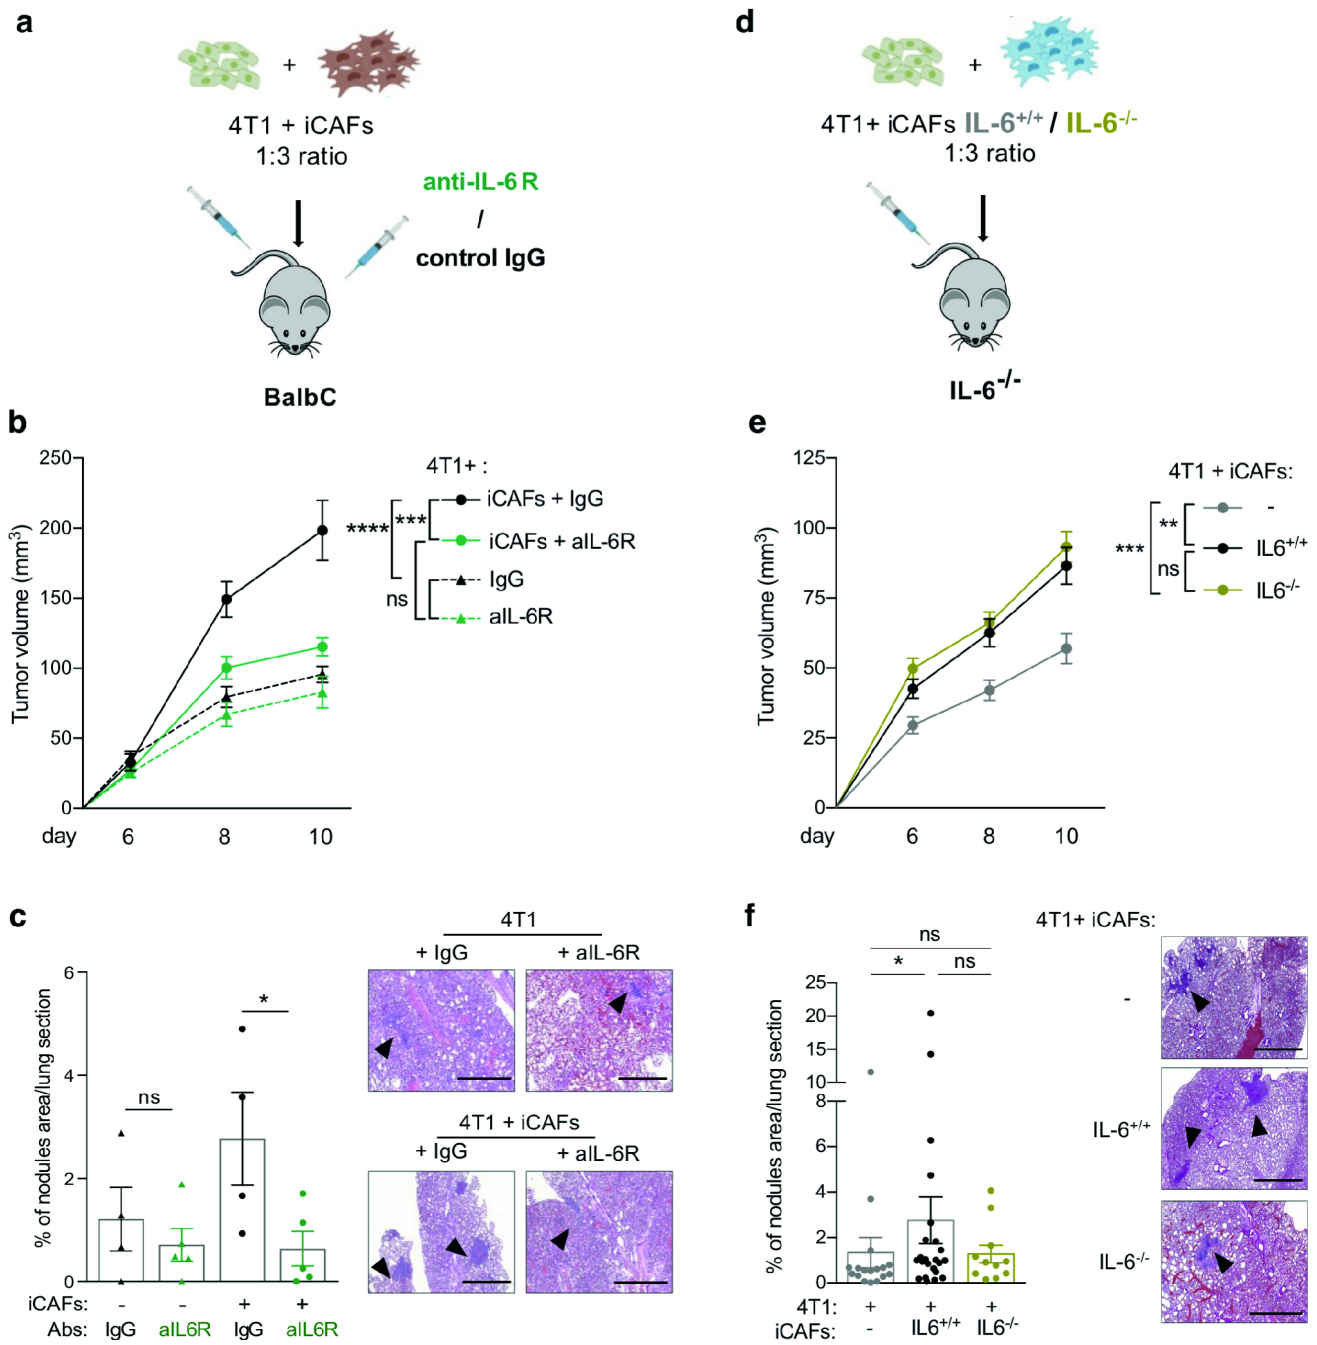 a
+
4T1 + iCAFs
1:3 ratio
anti-IL-6R
/
control IgG
BalbC
d
+
4T1+ iCAFs IL-6+/+ / IL-6-/-
1:3 ratio
IL-6-/-
b
Tumor volume (mm3)
250
200
150
100
50
0
day 6 8 10
4T1+ :
iCAFs + IgG
iCAFs + aIL-6R
IgG
aIL-6R
****
***
ns
e
Tumor volume (mm3)
125
100
75
50
25
0
day 6 8 10
4T1 + iCAFs:
-
IL6+/+
IL6-/-
***
**
ns
c
% of nodules area/lung section
6
4
2
0
ns
*
iCAFs: - - + +
Abs: IgG aIL6R IgG aIL6R
4T1
+ IgG + aIL-6R
4T1 + iCAFs
+ IgG + aIL-6R
f
% of nodules area/lung section
ns
* ns
25
20
15
10
8
6
4
2
0
4T1: + + +
iCAFs: - IL6+/+ IL6-/-
4T1+ iCAFs:
-
IL-6+/+
IL-6-/-